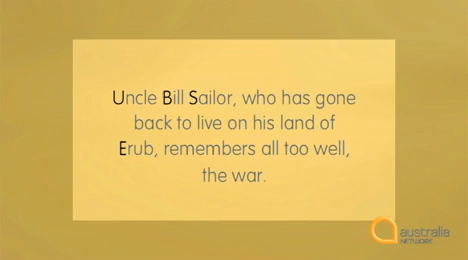 Uncle Bill Sailor, who has gone
back to live on his land of
Erub, remembers all too well,
the war.
australia
NETWORK